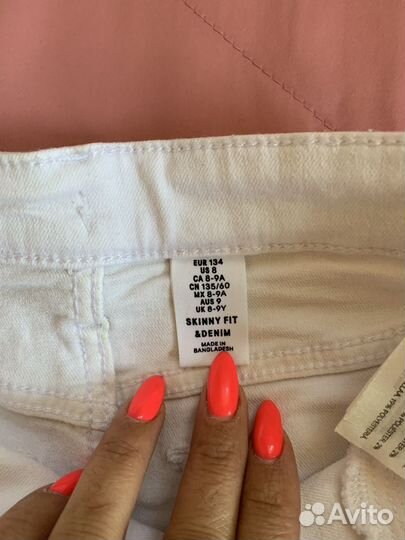 EUR 134
US 8
CA 8-9A
CN 135/60
MX 8-9A
AUS 9
UK 8-9Y
SKINNY FIT
&DENIM
MADE IN
BANGLADESH
Avito